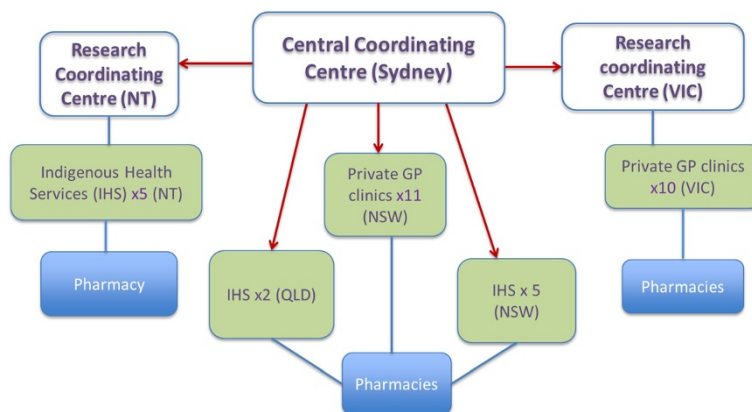 Research
Coordinating
Centre (NT)
Central Coordinating
Centre (Sydney)
Research
coordinating
Centre (VIC)
Indigenous Health
Services (IHS) x5 (NT)
Private GP
clinics x11
(NSW)
Private GP clinics
x10 (VIC)
Pharmacy
IHS x2 (QLD)
IHS x 5
(NSW)
Pharmacies
Pharmacies